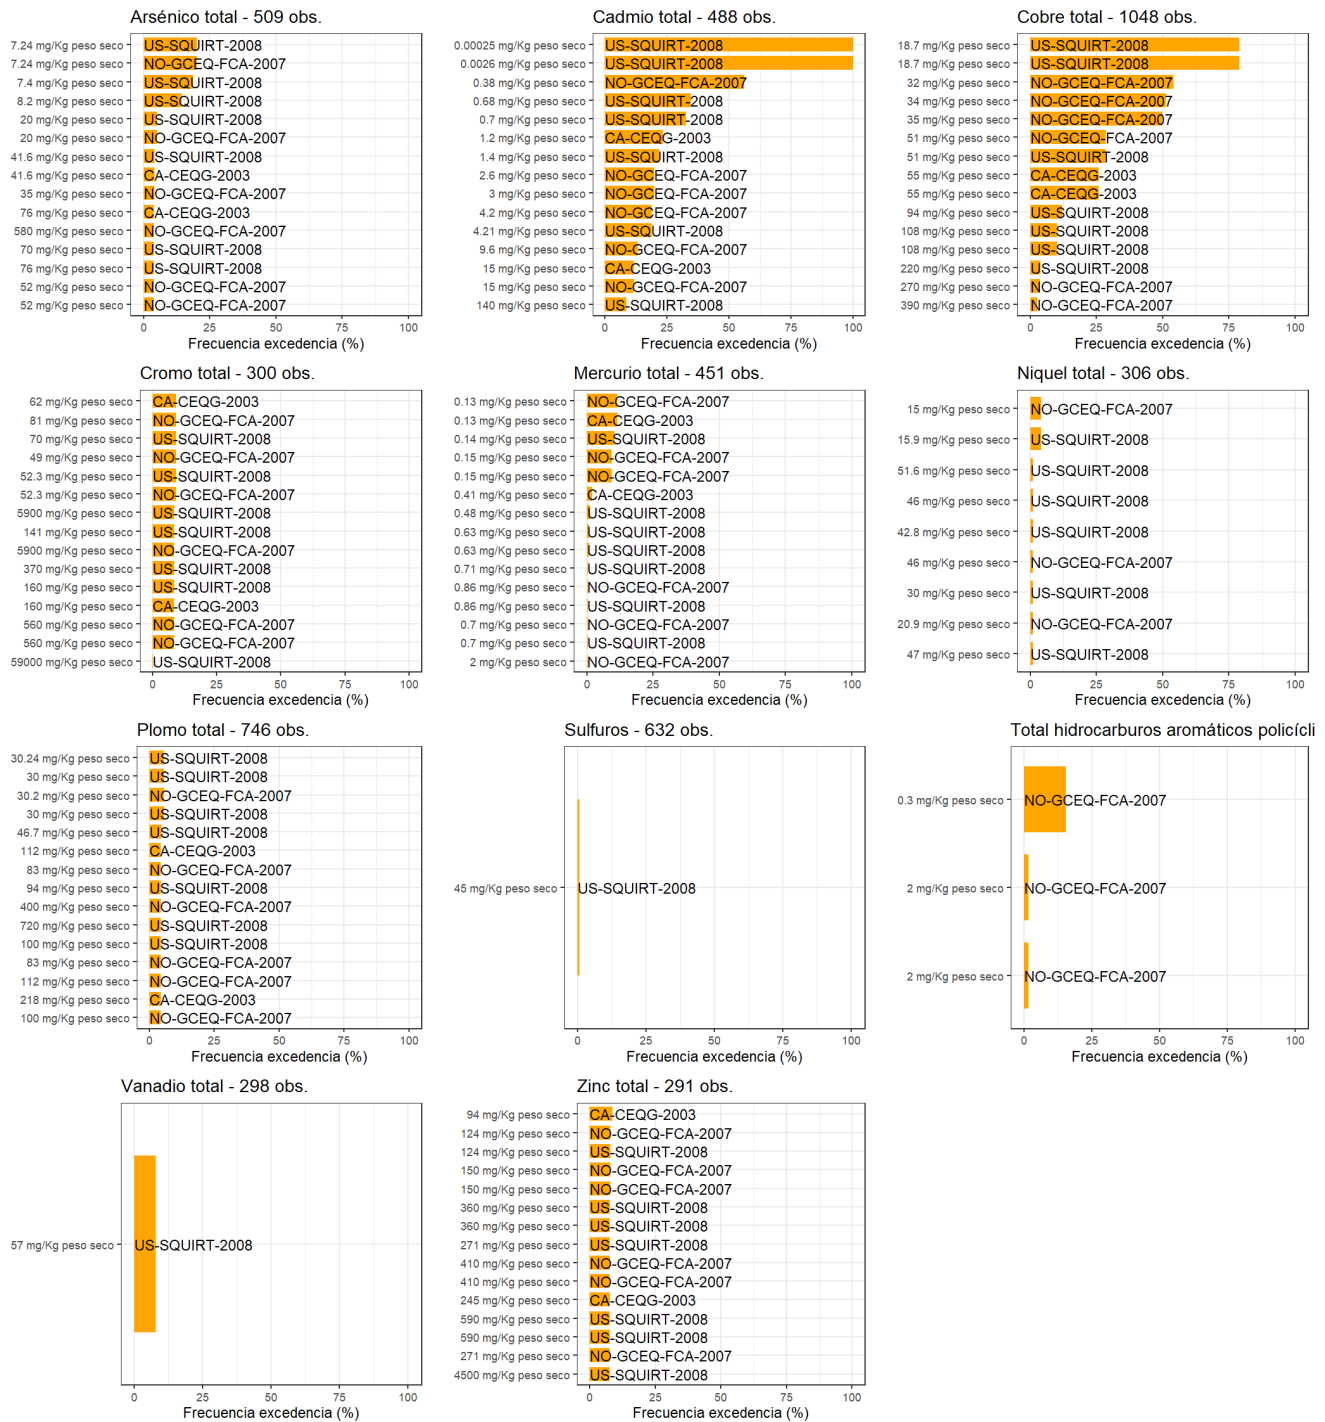 Arsénico total - 509 obs.
7.24 mg/Kg peso seco US-SQUIRT-2008
7.24 mg/Kg peso seco NO-GCEQ-FCA-2007
7.4 mg/Kg peso seco US-SQUIRT-2008
8.2 mg/Kg peso seco US-SQUIRT-2008
20 mg/Kg peso seco US-SQUIRT-2008
20 mg/Kg peso seco NO-GCEQ-FCA-2007
41.6 mg/Kg peso seco US-SQUIRT-2008
41.6 mg/Kg peso seco CA-CEQG-2003
35 mg/Kg peso seco NO-GCEQ-FCA-2007
76 mg/Kg peso seco CA-CEQG-2003
580 mg/Kg peso seco NO-GCEQ-FCA-2007
70 mg/Kg peso seco US-SQUIRT-2008
76 mg/Kg peso seco US-SQUIRT-2008
52 mg/Kg peso seco NO-GCEQ-FCA-2007
52 mg/Kg peso seco NO-GCEQ-FCA-2007
0 25 50 75 100
Frecuencia excedencia (%)
Cadmio total - 488 obs.
0.00025 mg/Kg peso seco US-SQUIRT-2008
0.0026 mg/Kg peso seco US-SQUIRT-2008
0.38 mg/Kg peso seco NO-GCEQ-FCA-2007
0.68 mg/Kg peso seco US-SQUIRT-2008
0.7 mg/Kg peso seco US-SQUIRT-2008
1.2 mg/Kg peso seco CA-CEQG-2003
1.4 mg/Kg peso seco US-SQUIRT-2008
2.6 mg/Kg peso seco NO-GCEQ-FCA-2007
3 mg/Kg peso seco NO-GCEQ-FCA-2007
4.2 mg/Kg peso seco NO-GCEQ-FCA-2007
4.21 mg/Kg peso seco US-SQUIRT-2008
9.6 mg/Kg peso seco NO-GCEQ-FCA-2007
15 mg/Kg peso seco CA-CEQG-2003
15 mg/Kg peso seco NO-GCEQ-FCA-2007
140 mg/Kg peso seco US-SQUIRT-2008
0 25 50 75 100
Frecuencia excedencia (%)
Cobre total - 1048 obs.
18.7 mg/Kg peso seco US-SQUIRT-2008
18.7 mg/Kg peso seco US-SQUIRT-2008
32 mg/Kg peso seco NO-GCEQ-FCA-2007
34 mg/Kg peso seco NO-GCEQ-FCA-2007
35 mg/Kg peso seco NO-GCEQ-FCA-2007
51 mg/Kg peso seco NO-GCEQ-FCA-2007
51 mg/Kg peso seco US-SQUIRT-2008
55 mg/Kg peso seco CA-CEQG-2003
55 mg/Kg peso seco CA-CEQG-2003
94 mg/Kg peso seco US-SQUIRT-2008
108 mg/Kg peso seco US-SQUIRT-2008
108 mg/Kg peso seco US-SQUIRT-2008
220 mg/Kg peso seco US-SQUIRT-2008
270 mg/Kg peso seco NO-GCEQ-FCA-2007
390 mg/Kg peso seco NO-GCEQ-FCA-2007
0 25 50 75 100
Frecuencia excedencia (%)
Cromo total - 300 obs.
62 mg/Kg peso seco CA-CEQG-2003
81 mg/Kg peso seco NO-GCEQ-FCA-2007
70 mg/Kg peso seco US-SQUIRT-2008
49 mg/Kg peso seco NO-GCEQ-FCA-2007
52.3 mg/Kg peso seco US-SQUIRT-2008
52.3 mg/Kg peso seco NO-GCEQ-FCA-2007
5900 mg/Kg peso seco US-SQUIRT-2008
141 mg/Kg peso seco US-SQUIRT-2008
5900 mg/Kg peso seco NO-GCEQ-FCA-2007
370 mg/Kg peso seco US-SQUIRT-2008
160 mg/Kg peso seco US-SQUIRT-2008
160 mg/Kg peso seco CA-CEQG-2003
560 mg/Kg peso seco NO-GCEQ-FCA-2007
560 mg/Kg peso seco NO-GCEQ-FCA-2007
59000 mg/Kg peso seco US-SQUIRT-2008
0 25 50 75 100
Frecuencia excedencia (%)
Mercurio total - 451 obs.
0.13 mg/Kg peso seco NO-GCEQ-FCA-2007
0.13 mg/Kg peso seco CA-CEQG-2003
0.14 mg/Kg peso seco US-SQUIRT-2008
0.15 mg/Kg peso seco NO-GCEQ-FCA-2007
0.15 mg/Kg peso seco NO-GCEQ-FCA-2007
0.41 mg/Kg peso seco CA-CEQG-2003
0.48 mg/Kg peso seco US-SQUIRT-2008
0.63 mg/Kg peso seco US-SQUIRT-2008
0.63 mg/Kg peso seco US-SQUIRT-2008
0.71 mg/Kg peso seco US-SQUIRT-2008
0.86 mg/Kg peso seco NO-GCEQ-FCA-2007
0.86 mg/Kg peso seco US-SQUIRT-2008
0.7 mg/Kg peso seco NO-GCEQ-FCA-2007
0.7 mg/Kg peso seco US-SQUIRT-2008
2 mg/Kg peso seco NO-GCEQ-FCA-2007
0 25 50 75 100
Frecuencia excedencia (%)
Niquel total - 306 obs.
15 mg/Kg peso seco NO-GCEQ-FCA-2007
15.9 mg/Kg peso seco US-SQUIRT-2008
51.6 mg/Kg peso seco US-SQUIRT-2008
46 mg/Kg peso seco US-SQUIRT-2008
42.8 mg/Kg peso seco US-SQUIRT-2008
46 mg/Kg peso seco NO-GCEQ-FCA-2007
30 mg/Kg peso seco US-SQUIRT-2008
20.9 mg/Kg peso seco NO-GCEQ-FCA-2007
47 mg/Kg peso seco US-SQUIRT-2008
0 25 50 75 100
Frecuencia excedencia (%)
Plomo total - 746 obs.
30.24 mg/Kg peso seco US-SQUIRT-2008
30 mg/Kg peso seco US-SQUIRT-2008
30.2 mg/Kg peso seco NO-GCEQ-FCA-2007
30 mg/Kg peso seco US-SQUIRT-2008
46.7 mg/Kg peso seco US-SQUIRT-2008
112 mg/Kg peso seco CA-CEQG-2003
83 mg/Kg peso seco NO-GCEQ-FCA-2007
94 mg/Kg peso seco US-SQUIRT-2008
400 mg/Kg peso seco NO-GCEQ-FCA-2007
720 mg/Kg peso seco US-SQUIRT-2008
100 mg/Kg peso seco US-SQUIRT-2008
83 mg/Kg peso seco NO-GCEQ-FCA-2007
112 mg/Kg peso seco NO-GCEQ-FCA-2007
218 mg/Kg peso seco CA-CEQG-2003
100 mg/Kg peso seco NO-GCEQ-FCA-2007
0 25 50 75 100
Frecuencia excedencia (%)
Sulfuros - 632 obs.
45 mg/Kg peso seco US-SQUIRT-2008
0 25 50 75 100
Frecuencia excedencia (%)
Total hidrocarburos aromáticos policícli
0.3 mg/Kg peso seco NO-GCEQ-FCA-2007
2 mg/Kg peso seco NO-GCEQ-FCA-2007
2 mg/Kg peso seco NO-GCEQ-FCA-2007
0 25 50 75 100
Frecuencia excedencia (%)
Vanadio total - 298 obs.
57 mg/Kg peso seco US-SQUIRT-2008
0 25 50 75 100
Frecuencia excedencia (%)
Zinc total - 291 obs.
94 mg/Kg peso seco CA-CEQG-2003
124 mg/Kg peso seco NO-GCEQ-FCA-2007
124 mg/Kg peso seco US-SQUIRT-2008
150 mg/Kg peso seco NO-GCEQ-FCA-2007
150 mg/Kg peso seco NO-GCEQ-FCA-2007
360 mg/Kg peso seco US-SQUIRT-2008
360 mg/Kg peso seco US-SQUIRT-2008
271 mg/Kg peso seco US-SQUIRT-2008
410 mg/Kg peso seco NO-GCEQ-FCA-2007
410 mg/Kg peso seco NO-GCEQ-FCA-2007
245 mg/Kg peso seco CA-CEQG-2003
590 mg/Kg peso seco US-SQUIRT-2008
590 mg/Kg peso seco US-SQUIRT-2008
271 mg/Kg peso seco NO-GCEQ-FCA-2007
4500 mg/Kg peso seco US-SQUIRT-2008
0 25 50 75 100
Frecuencia excedencia (%)